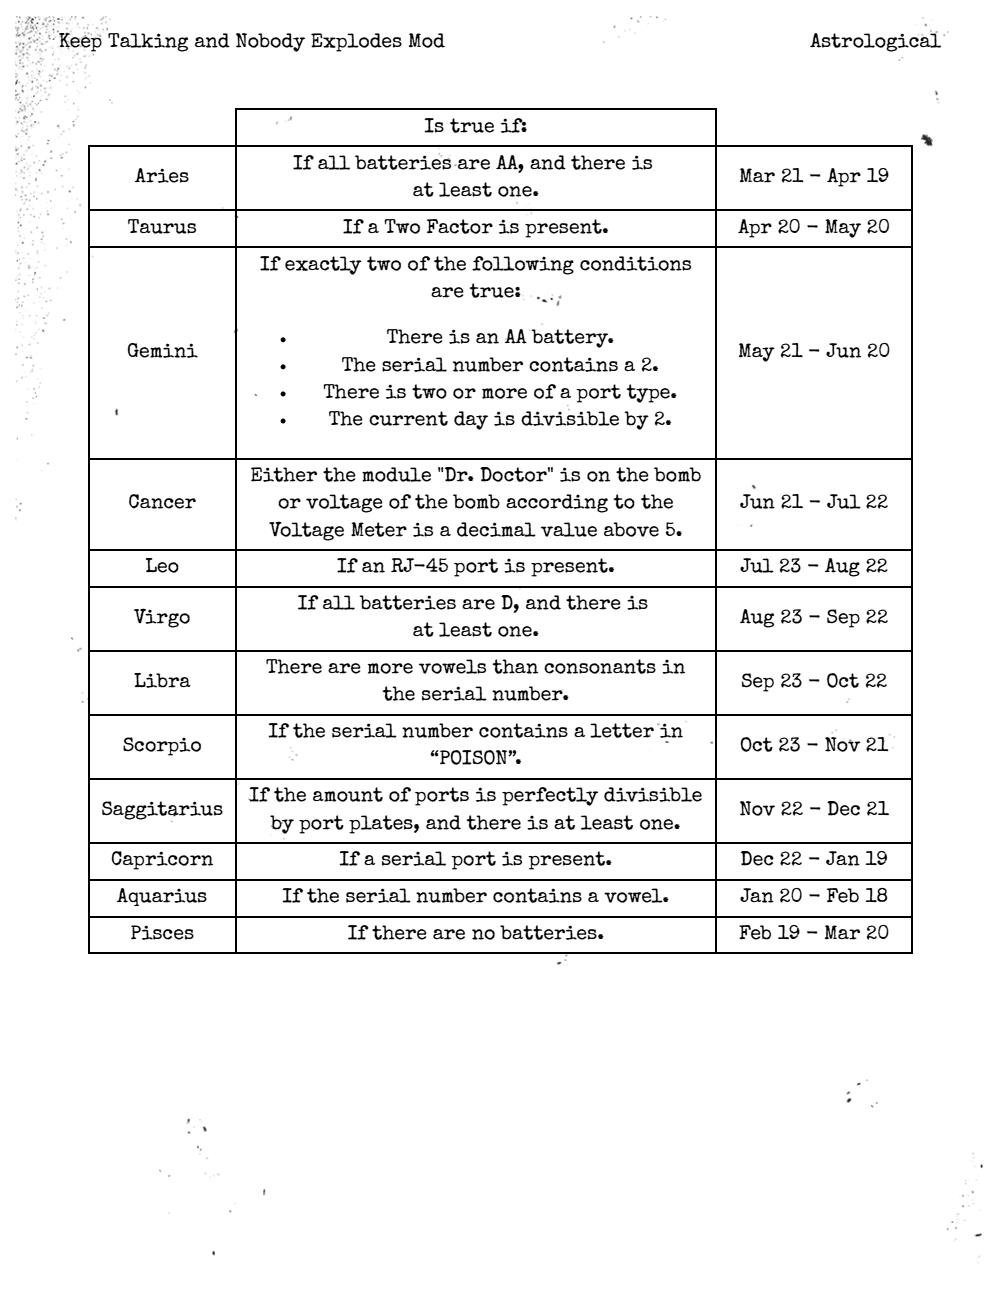 Keep Talking and Nobody Explodes Mod
Astrological
Is true if:
Aries
If all batteries are AA, and there is
at least one.
Mar 21 – Apr 19
Taurus
If a Two Factor is present.
Apr 20 – May 20
Gemini
If exactly two of the following conditions
are true:
• There is an AA battery.
• The serial number contains a 2.
• There is two or more of a port type.
• The current day is divisible by 2.
May 21 – Jun 20
Cancer
Either the module "Dr. Doctor" is on the bomb
or voltage of the bomb according to the
Voltage Meter is a decimal value above 5.
Jun 21 – Jul 22
Leo
If an RJ-45 port is present.
Jul 23 – Aug 22
Virgo
If all batteries are D, and there is
at least one.
Aug 23 – Sep 22
Libra
There are more vowels than consonants in
the serial number.
Sep 23 – Oct 22
Scorpio
If the serial number contains a letter in
“POISON”.
Oct 23 – Nov 21
Saggitarius
If the amount of ports is perfectly divisible
by port plates, and there is at least one.
Nov 22 – Dec 21
Capricorn
If a serial port is present.
Dec 22 – Jan 19
Aquarius
If the serial number contains a vowel.
Jan 20 – Feb 18
Pisces
If there are no batteries.
Feb 19 – Mar 20